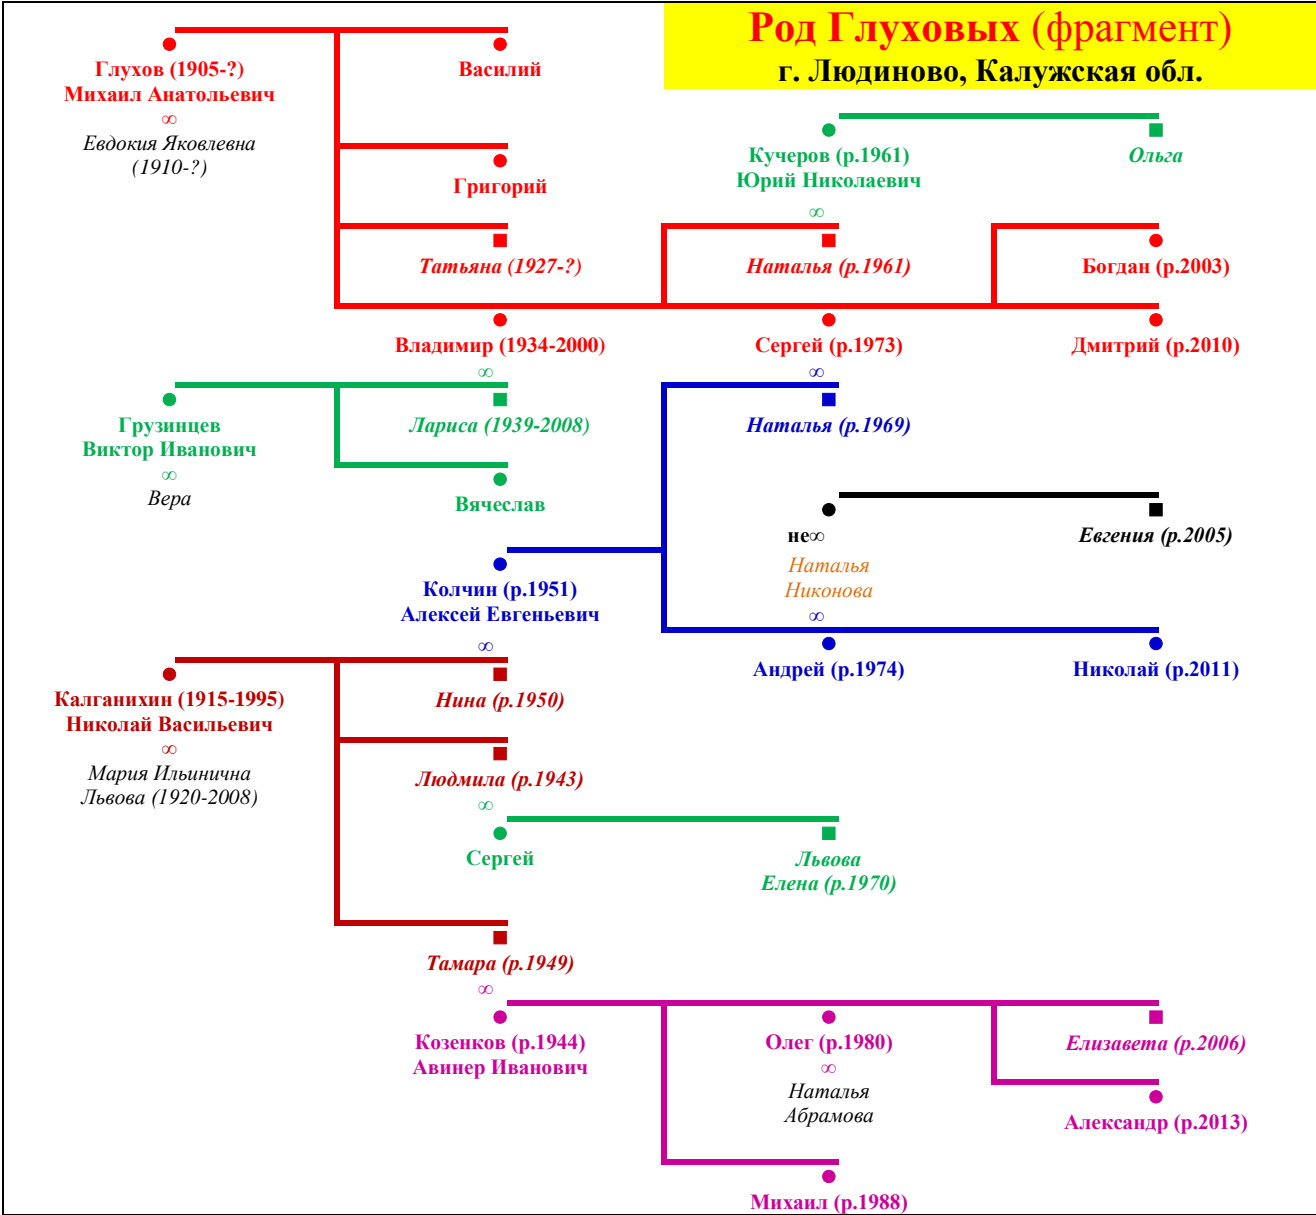 Род Глуховых (фрагмент)
г. Людиново, Калужская обл.
Глухов (1905-?)
Михаил Анатольевич
∞
Евдокия Яковлевна
(1910-?)
Василий
Григорий
Кучеров (р.1961)
Юрий Николаевич
∞
Ольга
Татьяна (1927-?)
Наталья (р.1961)
Богдан (р.2003)
Владимир (1934-2000)
∞
Сергей (р.1973)
∞
Дмитрий (р.2010)
Грузинцев
Виктор Иванович
∞
Вера
Лариса (1939-2008)
Наталья (р.1969)
Вячеслав
не∞
Наталья
Никонова
∞
Евгения (р.2005)
Колчин (р.1951)
Алексей Евгеньевич
∞
Андрей (р.1974)
Николай (р.2011)
Калганихин (1915-1995)
Николай Васильевич
∞
Мария Ильинична
Львова (1920-2008)
Нина (р.1950)
Людмила (р.1943)
∞
Сергей
Львова
Елена (р.1970)
Тамара (р.1949)
∞
Козенков (р.1944)
Авинер Иванович
Олег (р.1980)
∞
Наталья
Абрамова
Елизавета (р.2006)
Александр (р.2013)
Михаил (р.1988)